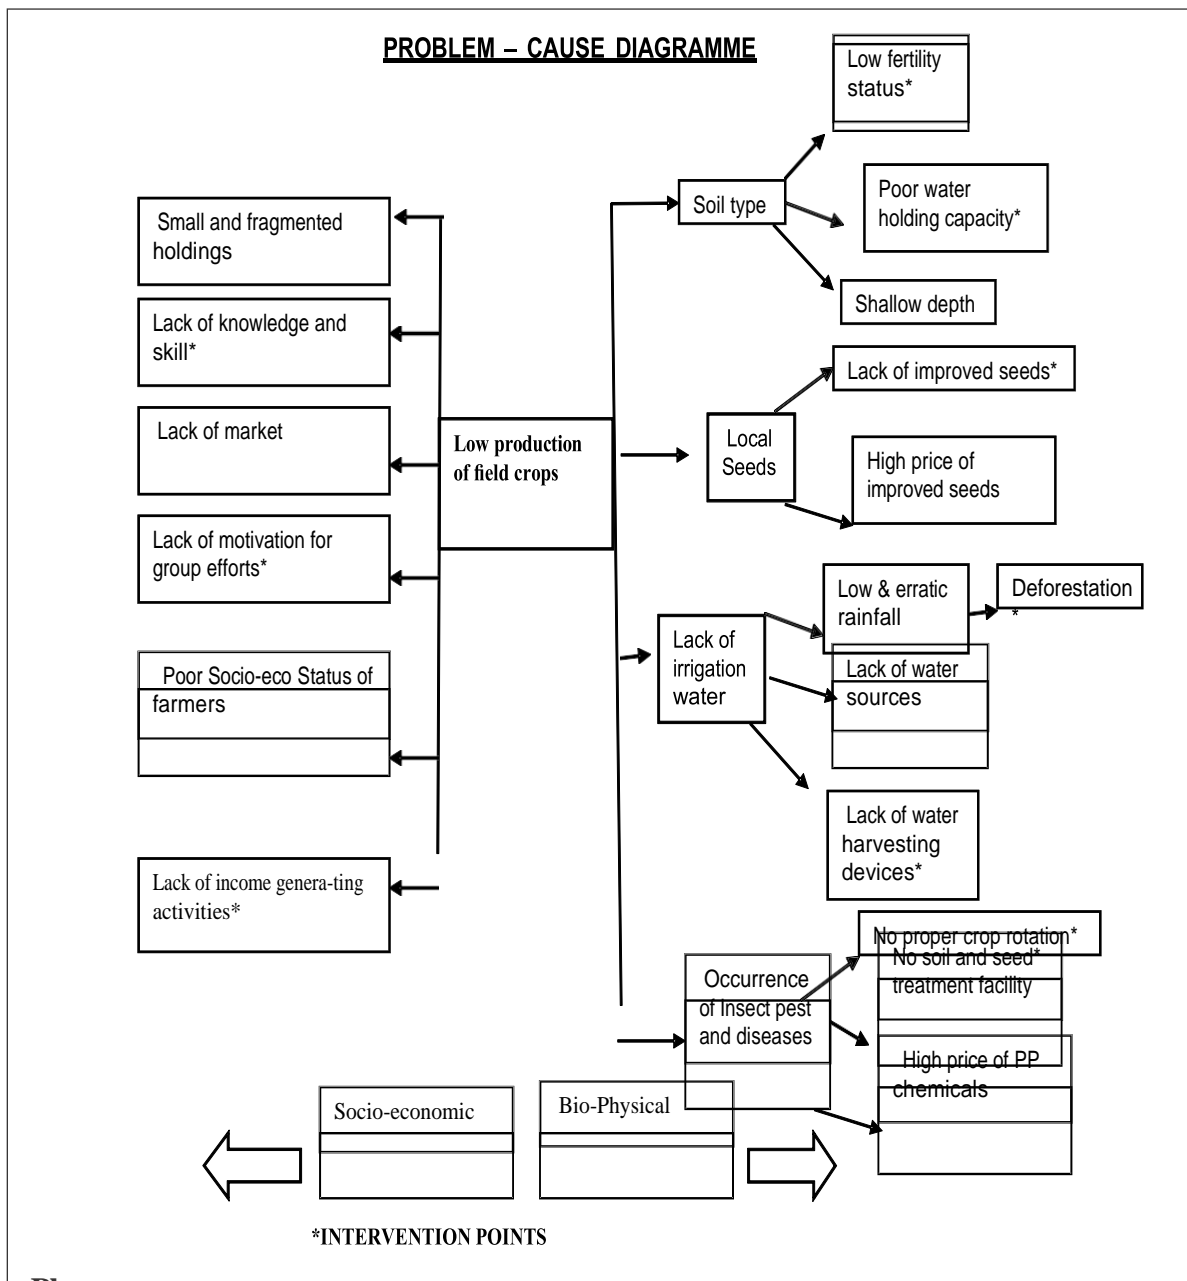 PROBLEM – CAUSE DIAGRAMME
Low fertility
status*
Soil type
Poor water
holding capacity*
Shallow depth
Small and fragmented
holdings
Lack of knowledge and
skill*
Lack of market
Lack of motivation for
group efforts*
Poor Socio-eco Status of
farmers
Lack of income genera-ting
activities*
Low production
of field crops
Local
Seeds
Lack of improved seeds*
High price of
improved seeds
Lack of
irrigation
water
Low & erratic
rainfall
Deforestation
*
Lack of water
sources
Lack of water
harvesting
devices*
Occurrence
of Insect pest
and diseases
No proper crop rotation*
No soil and seed*
treatment facility
High price of PP
chemicals
Socio-economic
Bio-Physical
*INTERVENTION POINTS